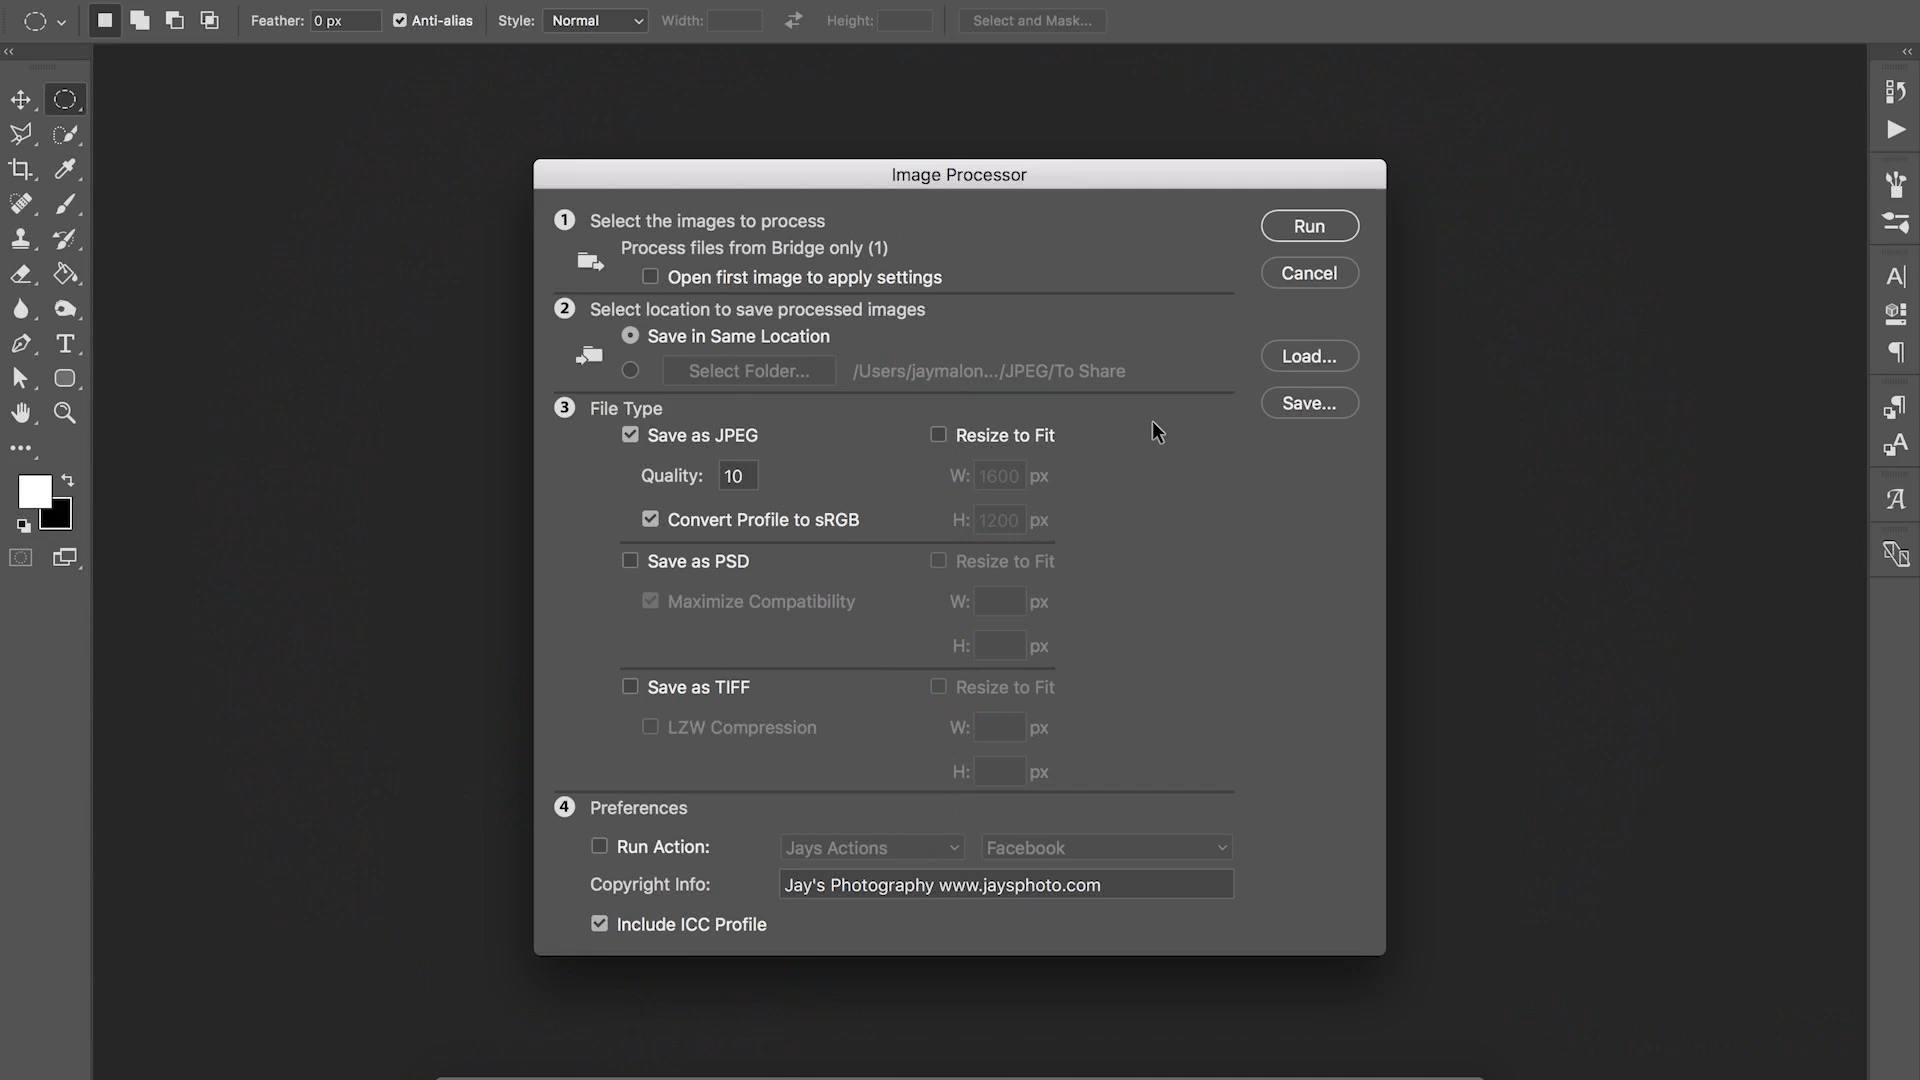 Feather: 0 px Anti-alias Style: Normal Width: Height: Select and Mask...
Image Processor
1 Select the images to process
Run
Process files from Bridge only (1)
Open first image to apply settings
Cancel
2 Select location to save processed images
Save in Same Location
Load...
Select Folder... /Users/jaymalon.../JPEG/To Share
3 File Type
Save...
Save as JPEG Resize to Fit
Quality: 10 W: 1600 px
Convert Profile to sRGB H: 1200 px
Save as PSD Resize to Fit
Maximize Compatibility W: px
H: px
Save as TIFF Resize to Fit
LZW Compression W: px
H: px
4 Preferences
Run Action: Jays Actions Facebook
Copyright Info: Jay's Photography www.jaysphoto.com
Include ICC Profile